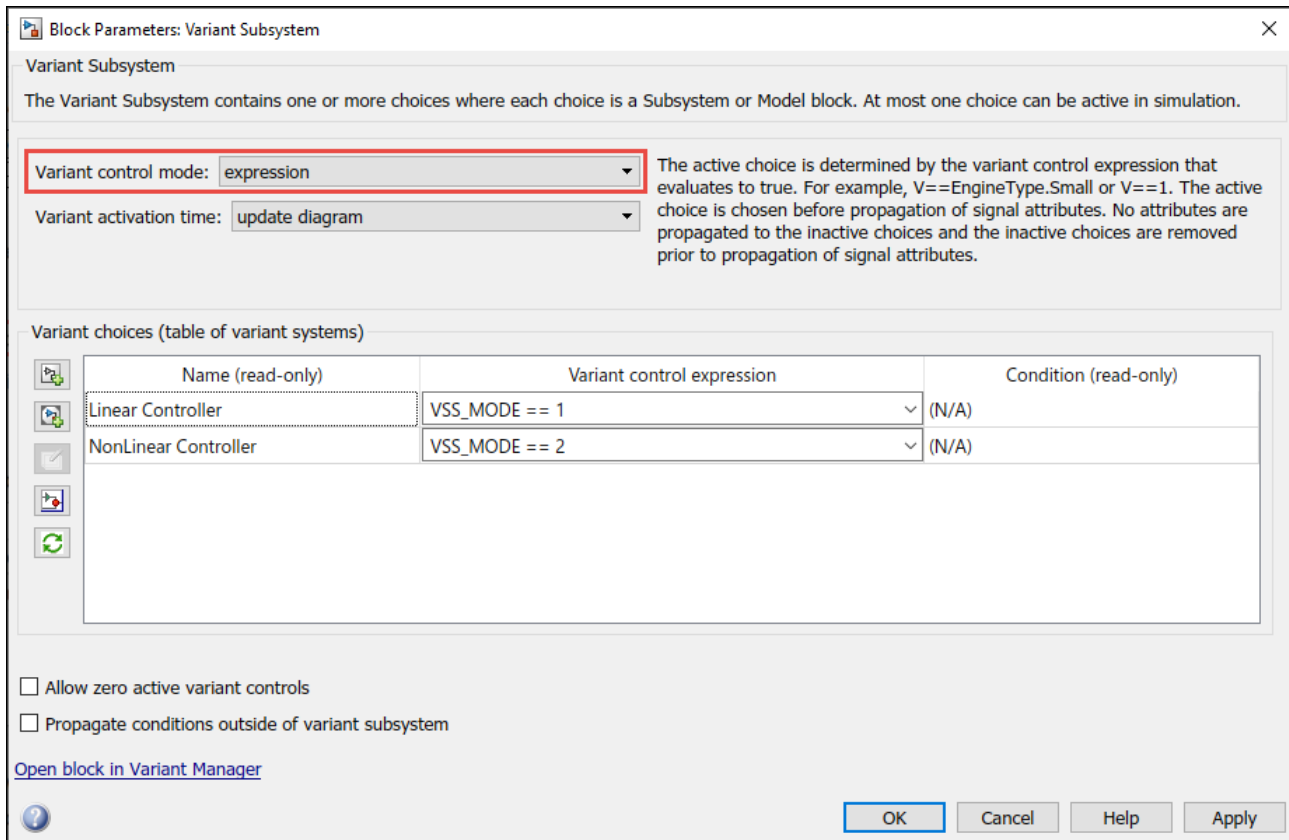 Block Parameters: Variant Subsystem
Variant Subsystem
The Variant Subsystem contains one or more choices where each choice is a Subsystem or Model block. At most one choice can be active in simulation.
Variant control mode: expression
Variant activation time: update diagram
The active choice is determined by the variant control expression that
evaluates to true. For example, V==EngineType.Small or V==1. The active
choice is chosen before propagation of signal attributes. No attributes are
propagated to the inactive choices and the inactive choices are removed
prior to propagation of signal attributes.
Variant choices (table of variant systems)
Name (read-only) Variant control expression Condition (read-only)
Linear Controller VSS_MODE == 1 (N/A)
NonLinear Controller VSS_MODE == 2 (N/A)
Allow zero active variant controls
Propagate conditions outside of variant subsystem
Open block in Variant Manager
OK Cancel Help Apply